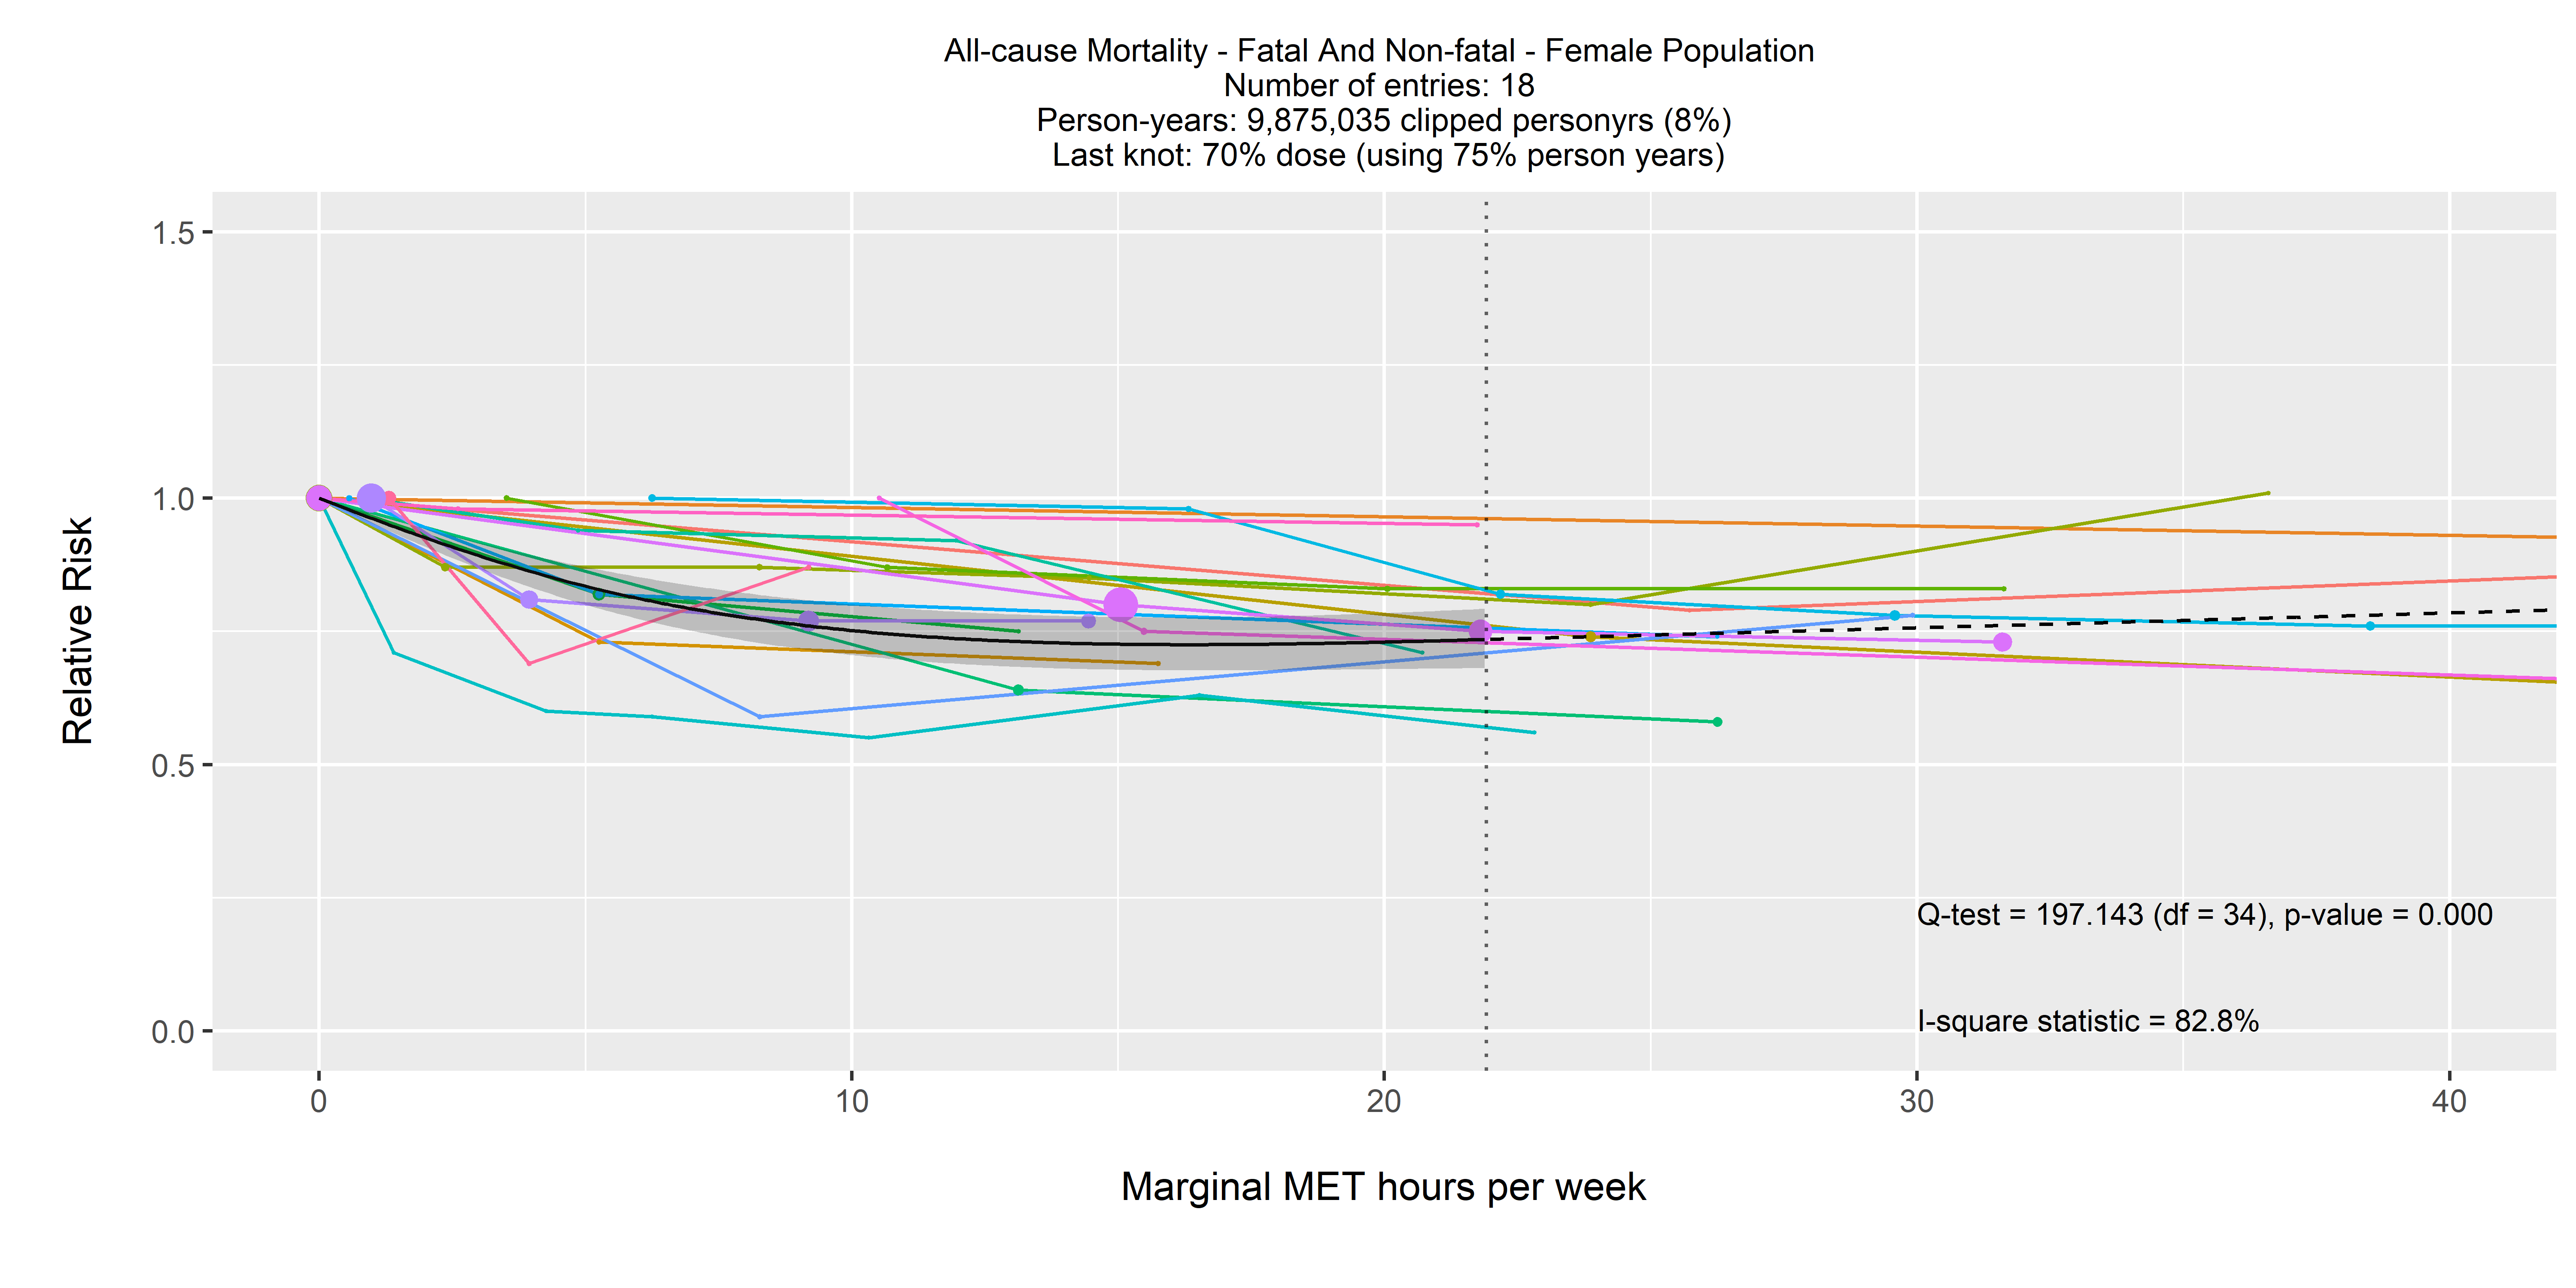 All-cause Mortality - Fatal And Non-fatal - Female Population
Number of entries: 18
Person-years: 9,875,035 clipped personyrs (8%)
Last knot: 70% dose (using 75% person years)
1.5
1.0
0.5
0.0
Relative Risk
Q-test = 197.143 (df = 34), p-value = 0.000
I-square statistic = 82.8%
0 10 20 30 40
Marginal MET hours per week